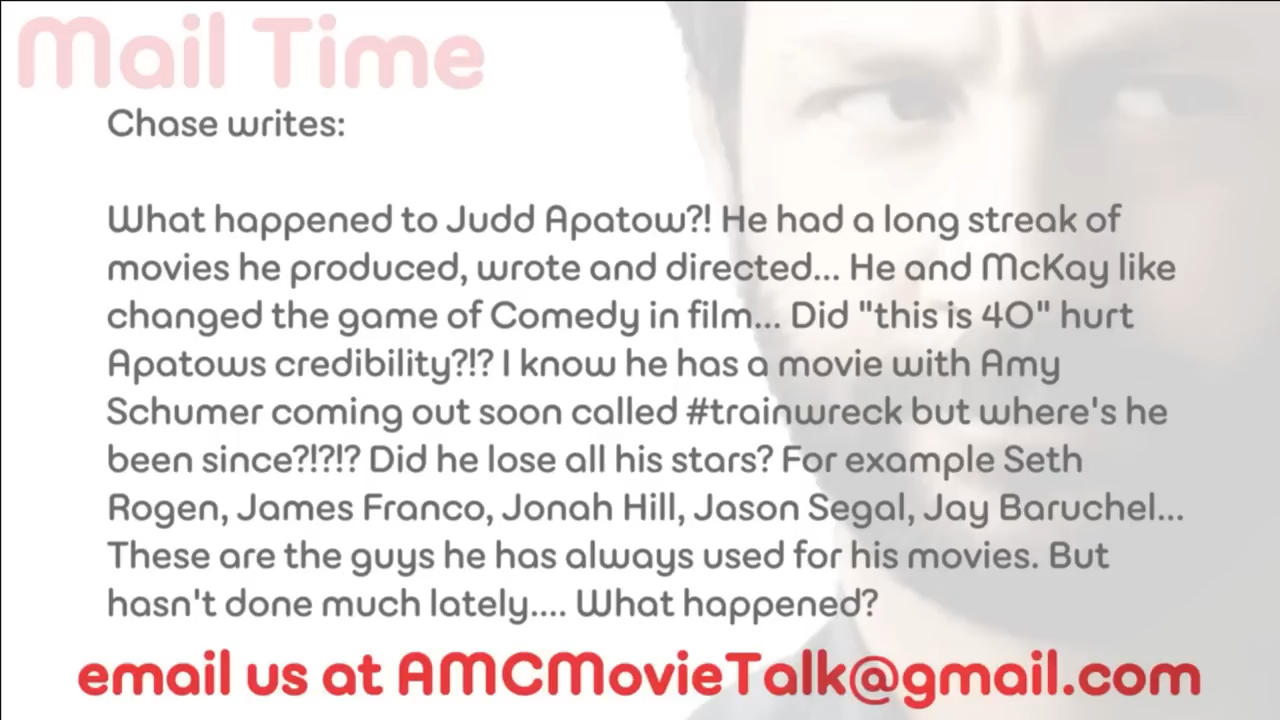 Mail Time
Chase writes:
What happened to Judd Apatow?! He had a long streak of
movies he produced, wrote and directed... He and McKay like
changed the game of Comedy in film... Did "this is 40" hurt
Apatows credibility?!? I know he has a movie with Amy
Schumer coming out soon called #trainwreck but where's he
been since?!?!? Did he lose all his stars? For example Seth
Rogen, James Franco, Jonah Hill, Jason Segal, Jay Baruchel...
These are the guys he has always used for his movies. But
hasn't done much lately.... What happened?
email us at AMCMovieTalk@gmail.com